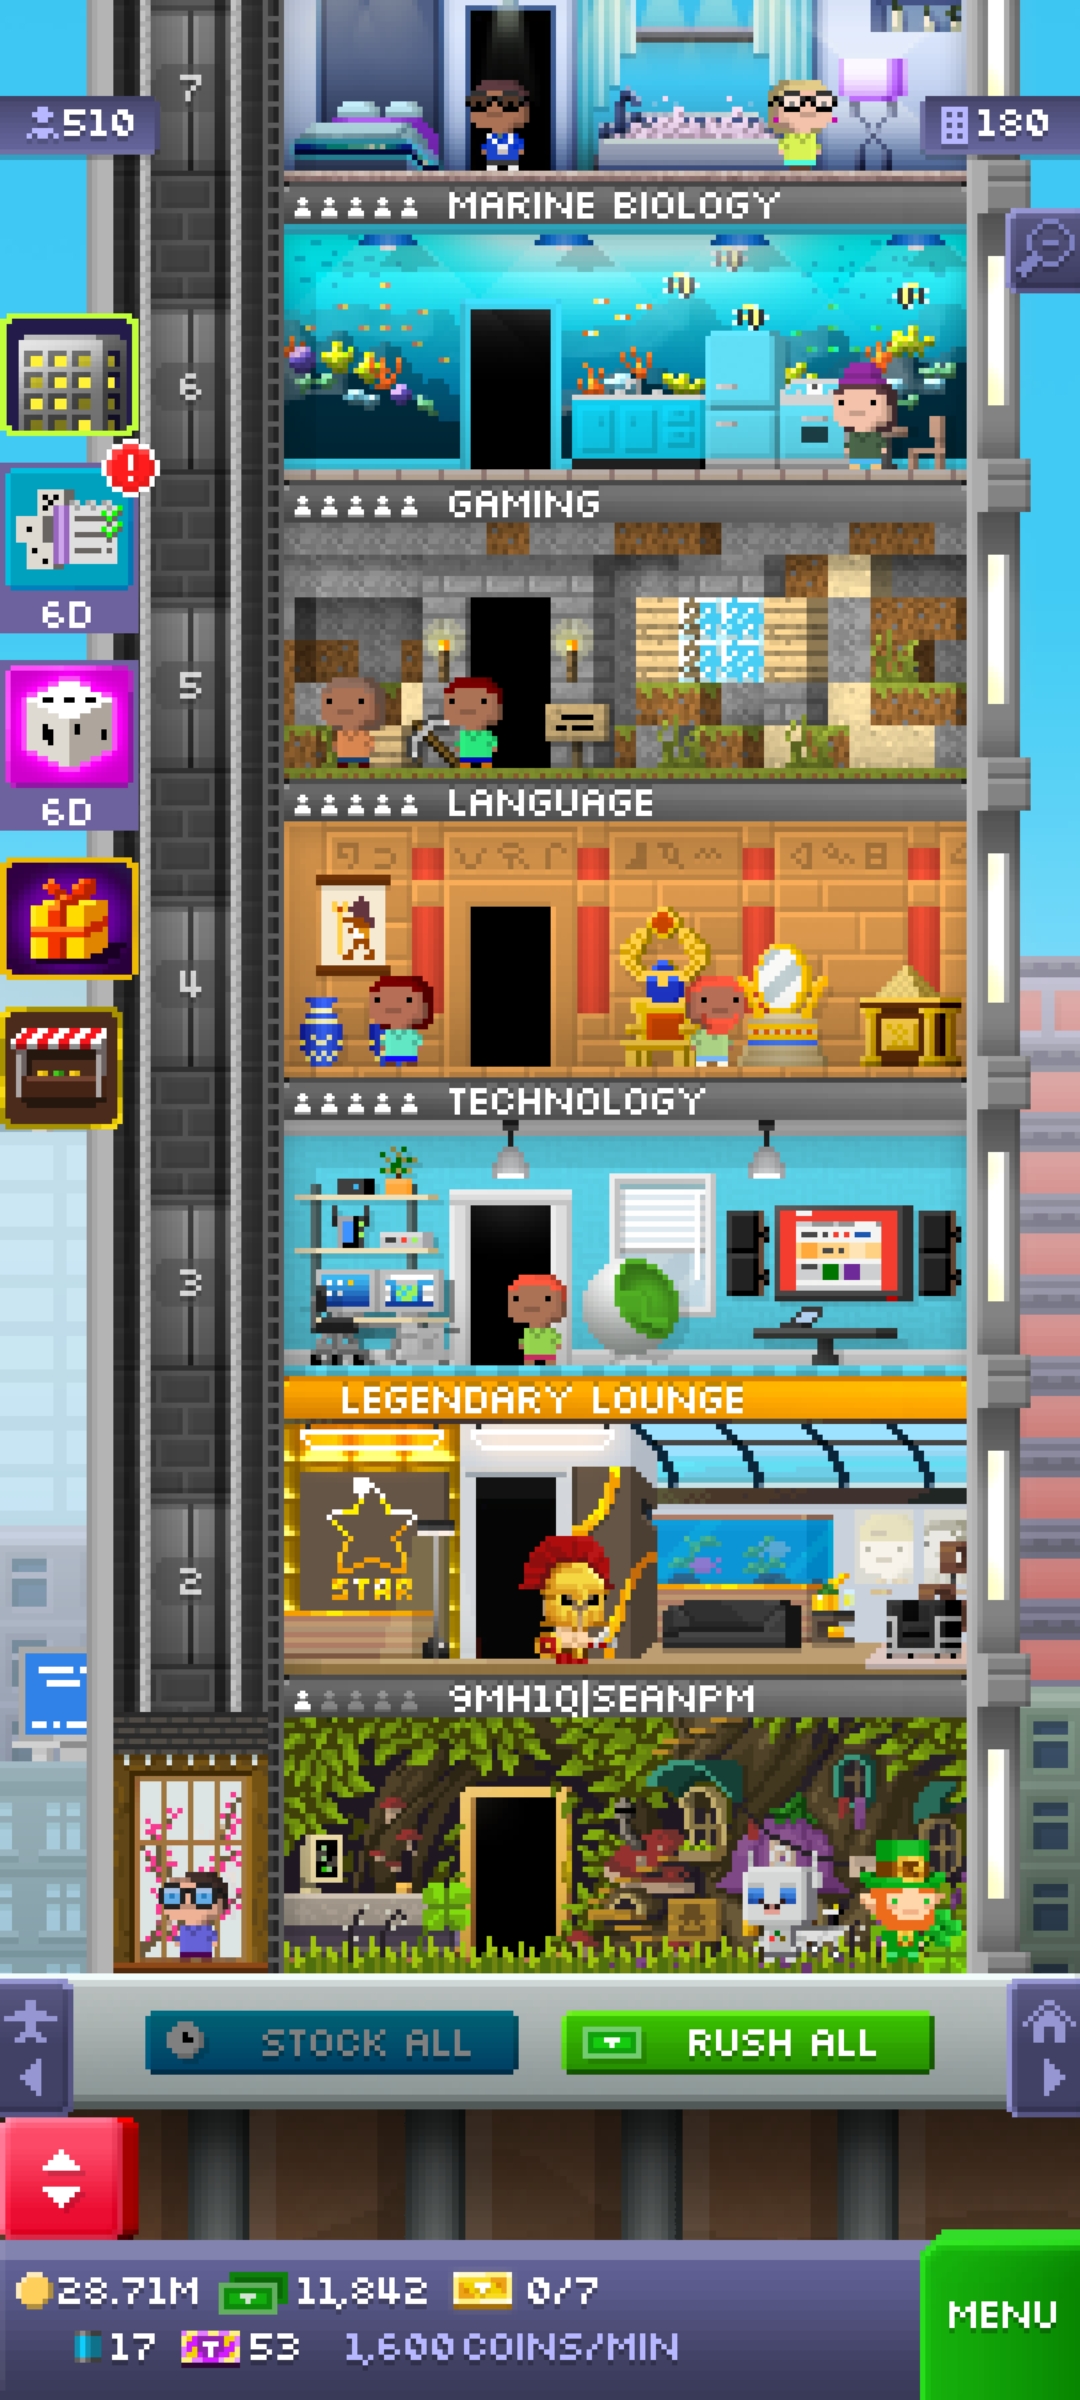 7
510
180
MARINE BIOLOGY
6
GAMING
6D
5
6D
LANGUAGE
4
TECHNOLOGY
3
LEGENDARY LOUNGE
STAR
2
9MH1Q|SEANPM
STOCK ALL
RUSH ALL
28.71M 11,842 0/7
17 53 1,600 COINS/MIN
MENU